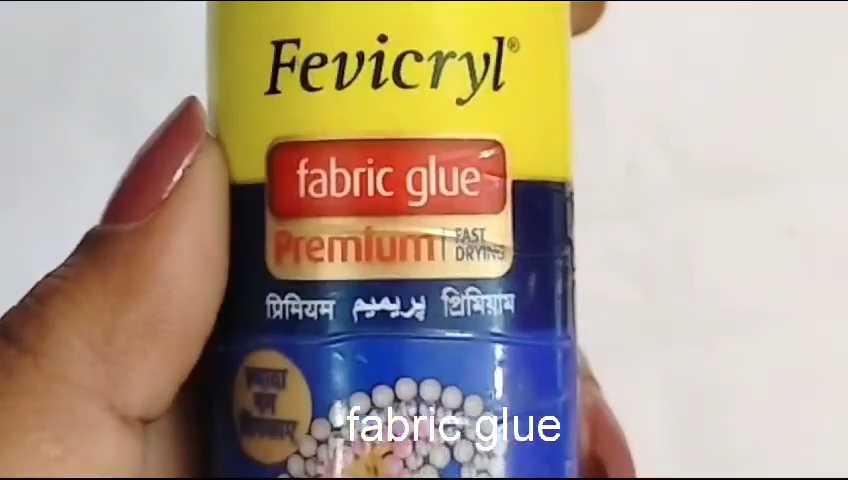 Fevicryl®
fabric glue
Premium
FAST
DRYING
प्रिमियम پریمیم প্রিমিয়াম
fabric glue